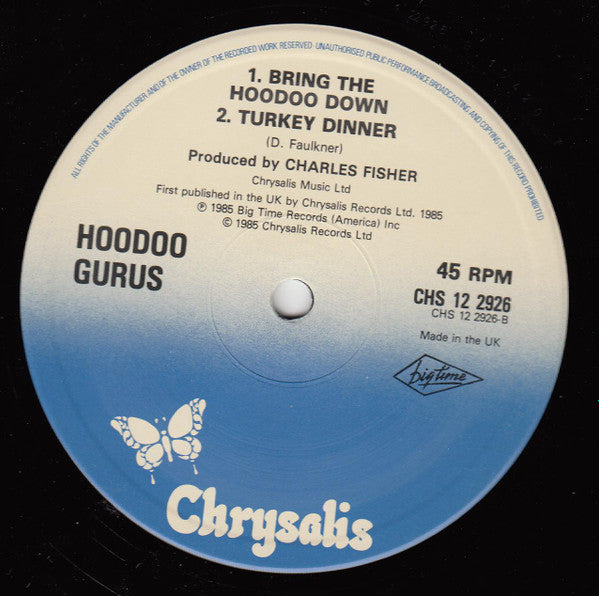 ALL RIGHTS OF THE MANUFACTURER AND OF THE OWNER OF THE RECORDED WORK RESERVED UNAUTHORISED PUBLIC PERFORMANCE BROADCASTING AND COPYING OF THIS RECORD PROHIBITED
1. BRING THE
HOODOO DOWN
2. TURKEY DINNER
(D. Faulkner)
Produced by CHARLES FISHER
Chrysalis Music Ltd
First published in the UK by Chrysalis Records Ltd. 1985
℗ 1985 Big Time Records (America) Inc
© 1985 Chrysalis Records Ltd
HOODOO
GURUS
45 RPM
CHS 12 2926
CHS 12 2926-B
Made in the UK
big time
Chrysalis